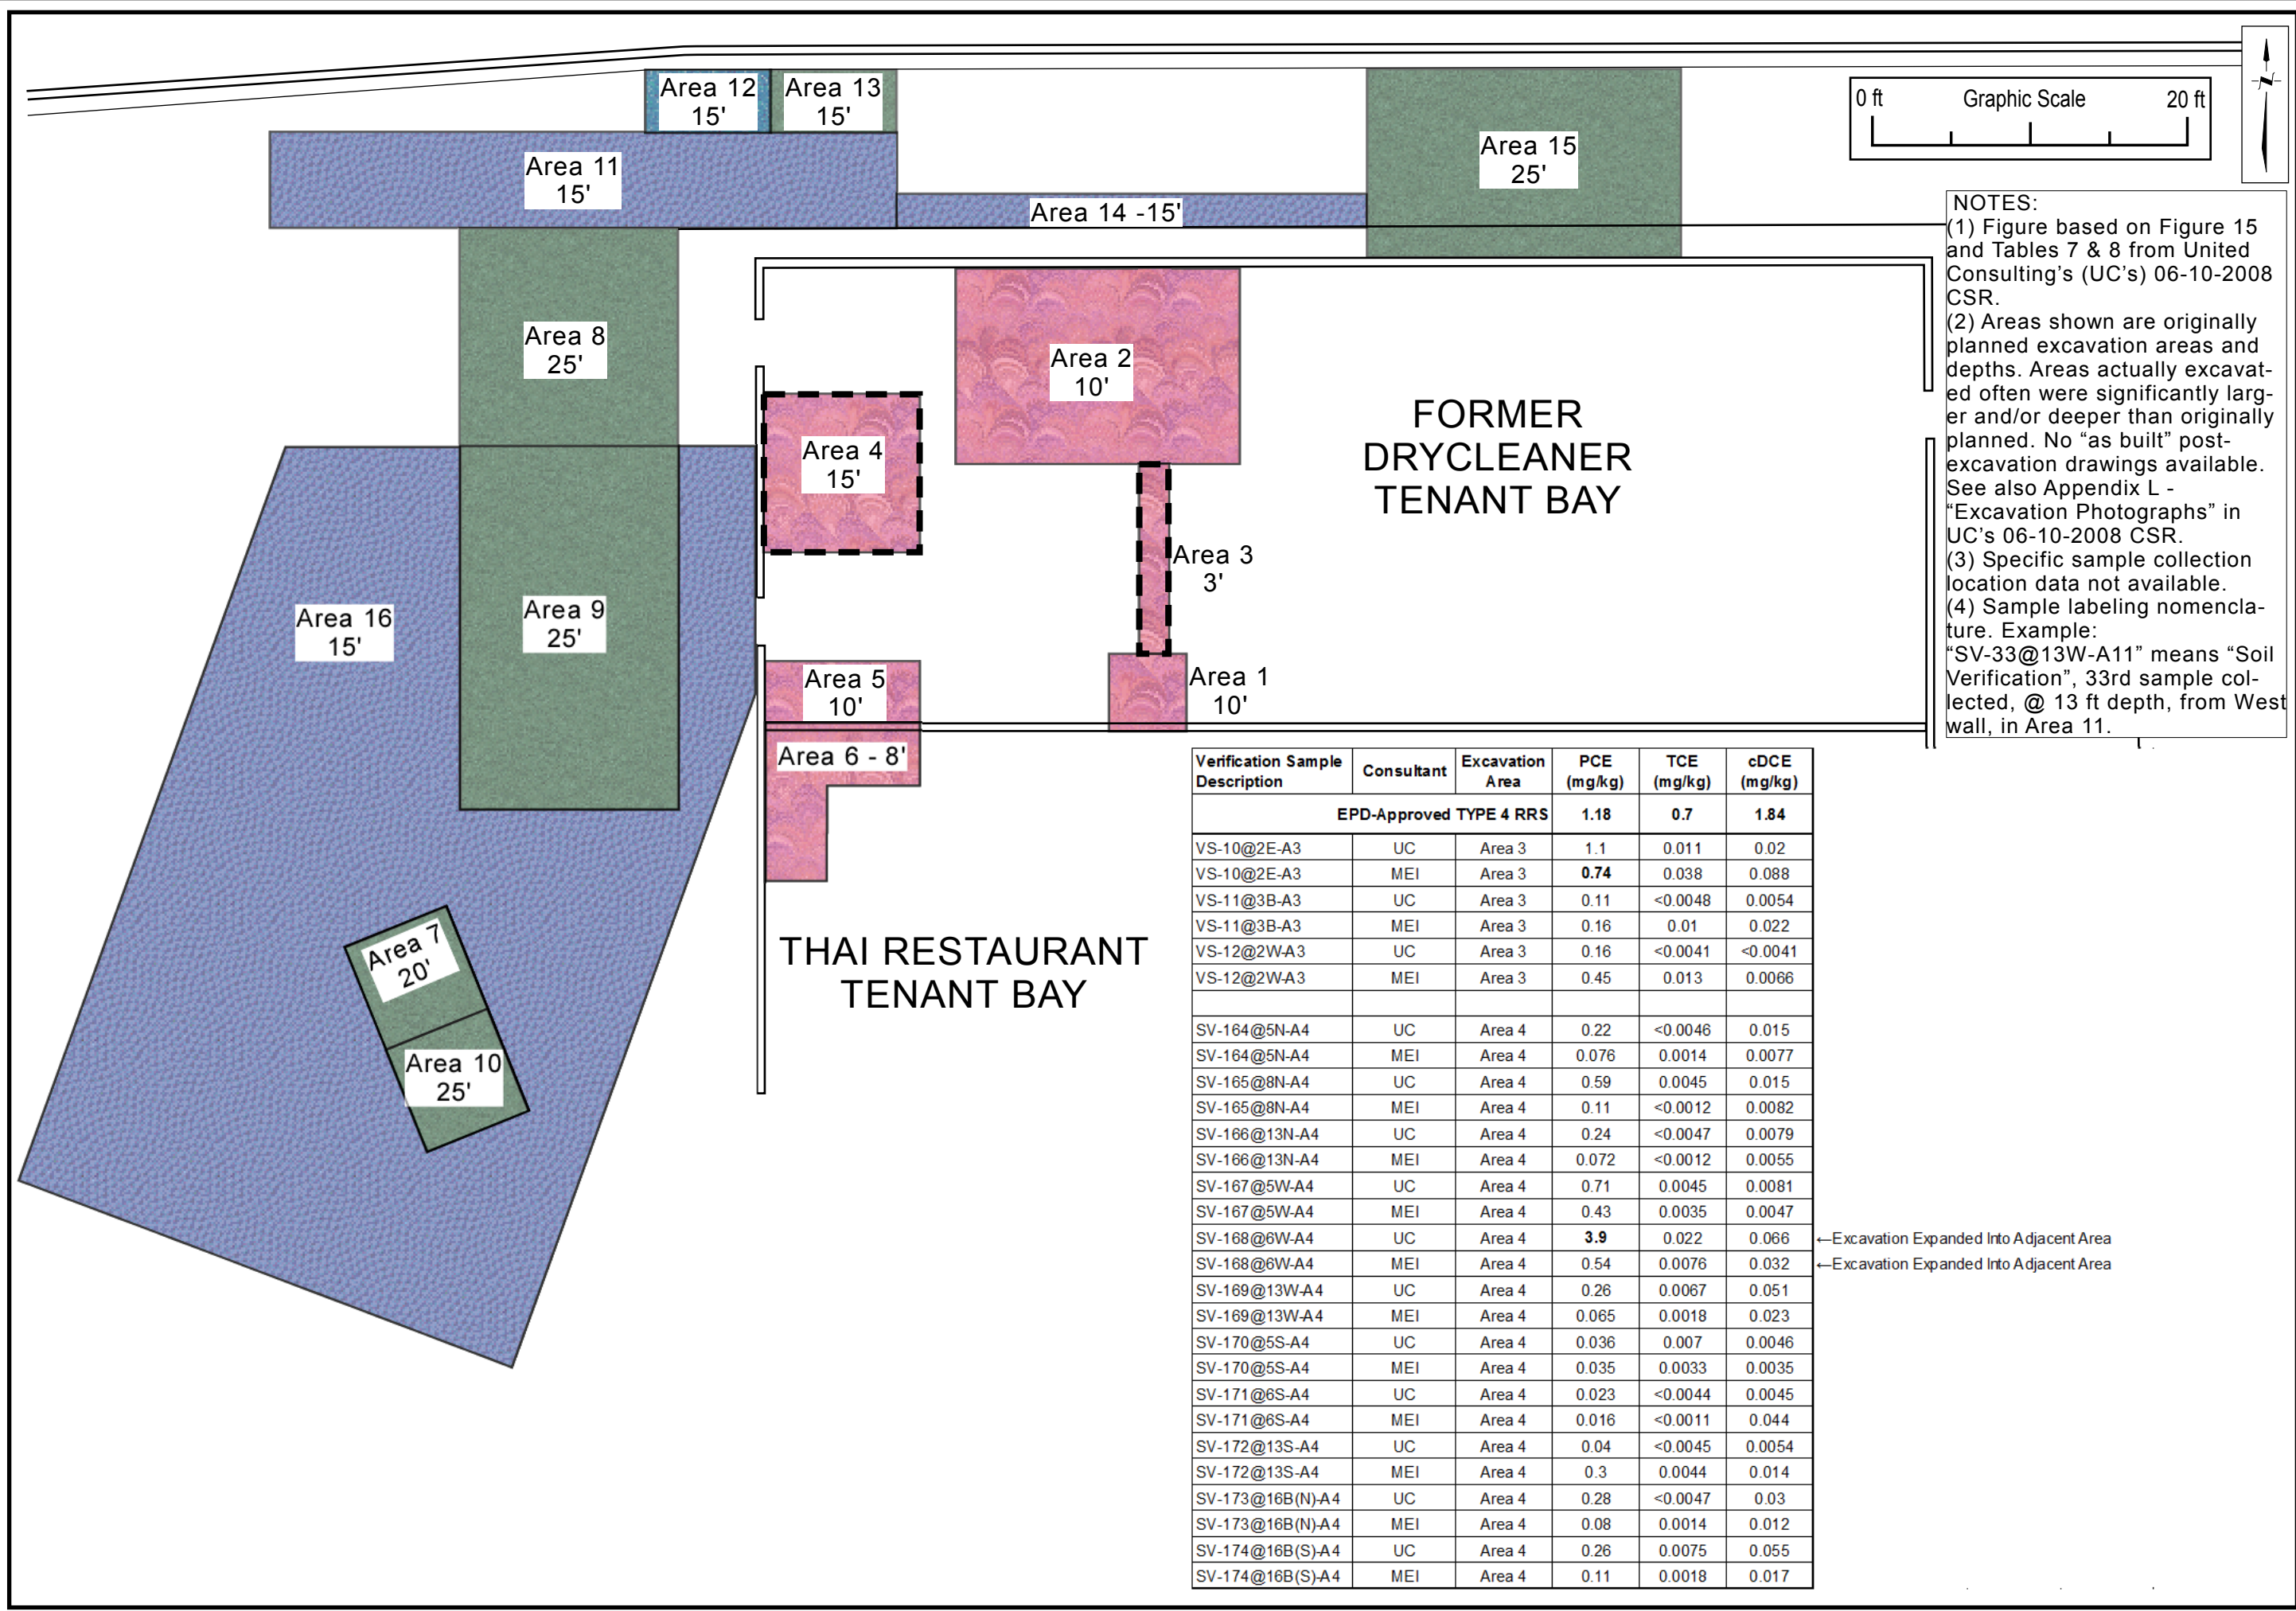 Area 12
15'
Area 13
15'
Area 11
15'
Area 14 -15'
Area 15
25'
0 ft Graphic Scale 20 ft
N
Area 8
25'
Area 2
10'
Area 4
15'
FORMER
DRYCLEANER
TENANT BAY
Area 3
3'
Area 16
15'
Area 9
25'
Area 5
10'
Area 1
10'
Area 6 - 8'
Area 7
20'
Area 10
25'
THAI RESTAURANT
TENANT BAY
NOTES:
(1) Figure based on Figure 15
and Tables 7 & 8 from United
Consulting's (UC's) 06-10-2008
CSR.
(2) Areas shown are originally
planned excavation areas and
depths. Areas actually excavat-
ed often were significantly larg-
er and/or deeper than originally
planned. No “as built” post-
excavation drawings available.
See also Appendix L -
“Excavation Photographs” in
UC's 06-10-2008 CSR.
(3) Specific sample collection
location data not available.
(4) Sample labeling nomencla-
ture. Example:
“SV-33@13W-A11” means “Soil
Verification”, 33rd sample col-
lected, @ 13 ft depth, from West
wall, in Area 11.
Verification Sample Description Consultant Excavation Area PCE (mg/kg) TCE (mg/kg) cDCE (mg/kg)
EPD-Approved TYPE 4 RRS 1.18 0.7 1.84
VS-10@2E-A3 UC Area 3 1.1 0.011 0.02
VS-10@2E-A3 MEI Area 3 0.74 0.038 0.088
VS-11@3B-A3 UC Area 3 0.11 <0.0048 0.0054
VS-11@3B-A3 MEI Area 3 0.16 0.01 0.022
VS-12@2W-A3 UC Area 3 0.16 <0.0041 <0.0041
VS-12@2W-A3 MEI Area 3 0.45 0.013 0.0066
SV-164@5N-A4 UC Area 4 0.22 <0.0046 0.015
SV-164@5N-A4 MEI Area 4 0.076 0.0014 0.0077
SV-165@8N-A4 UC Area 4 0.59 0.0045 0.015
SV-165@8N-A4 MEI Area 4 0.11 <0.0012 0.0082
SV-166@13N-A4 UC Area 4 0.24 <0.0047 0.0079
SV-166@13N-A4 MEI Area 4 0.072 <0.0012 0.0055
SV-167@5W-A4 UC Area 4 0.71 0.0045 0.0081
SV-167@5W-A4 MEI Area 4 0.43 0.0035 0.0047
SV-168@6W-A4 UC Area 4 3.9 0.022 0.066 ←Excavation Expanded Into Adjacent Area
SV-168@6W-A4 MEI Area 4 0.54 0.0076 0.032 ←Excavation Expanded Into Adjacent Area
SV-169@13W-A4 UC Area 4 0.26 0.0067 0.051
SV-169@13W-A4 MEI Area 4 0.065 0.0018 0.023
SV-170@5S-A4 UC Area 4 0.036 0.007 0.0046
SV-170@5S-A4 MEI Area 4 0.035 0.0033 0.0035
SV-171@6S-A4 UC Area 4 0.023 <0.0044 0.0045
SV-171@6S-A4 MEI Area 4 0.016 <0.0011 0.044
SV-172@13S-A4 UC Area 4 0.04 <0.0045 0.0054
SV-172@13S-A4 MEI Area 4 0.3 0.0044 0.014
SV-173@16B(N)-A4 UC Area 4 0.28 <0.0047 0.03
SV-173@16B(N)-A4 MEI Area 4 0.08 0.0014 0.012
SV-174@16B(S)-A4 UC Area 4 0.26 0.0075 0.055
SV-174@16B(S)-A4 MEI Area 4 0.11 0.0018 0.017